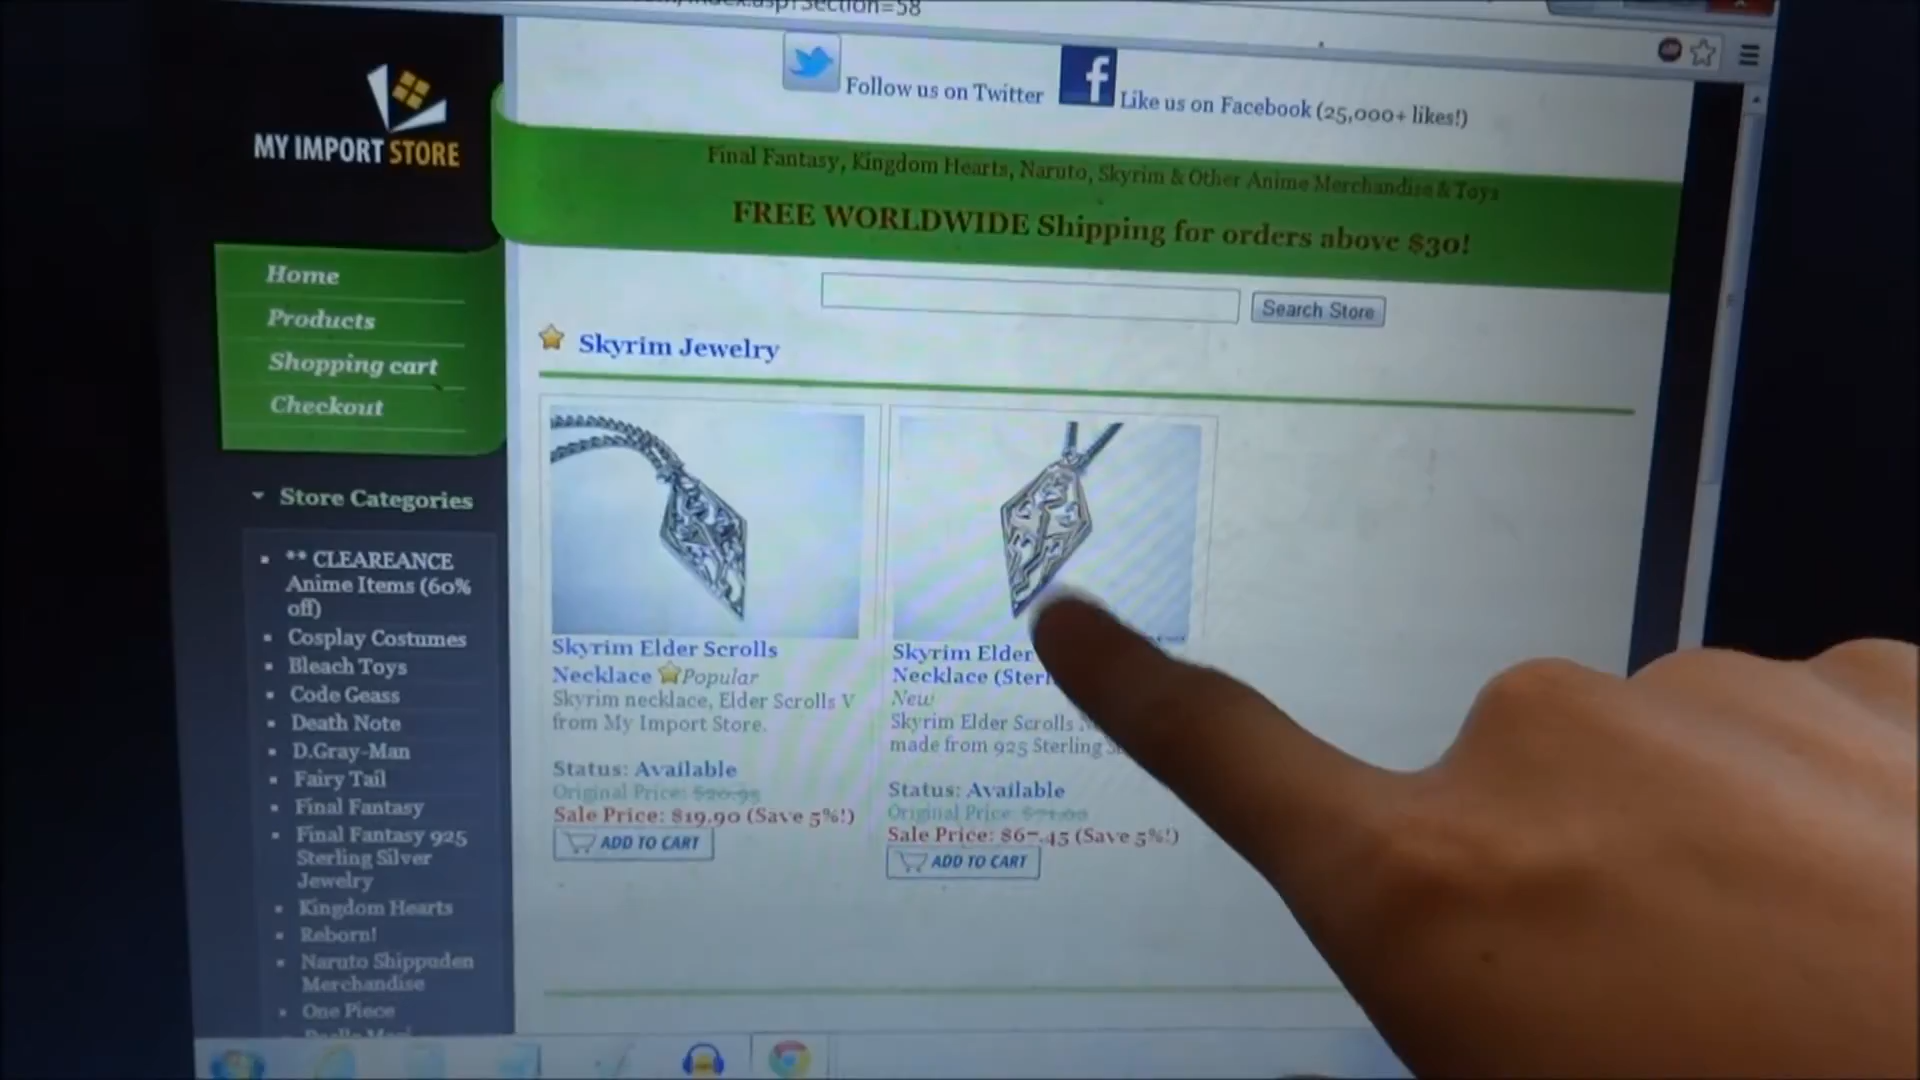 Follow us on Twitter
Like us on Facebook (25,000+ likes!)
MY IMPORT STORE
Final Fantasy, Kingdom Hearts, Naruto, Skyrim & Other Anime Merchandise & Toys
FREE WORLDWIDE Shipping for orders above $30!
Home
Products
Shopping cart
Checkout
Search Store
Skyrim Jewelry
Store Categories
** CLEAREANCE
Anime Items (60%
off)
Cosplay Costumes
Bleach Toys
Code Geass
Death Note
D.Gray-Man
Fairy Tail
Final Fantasy
Final Fantasy 925
Sterling Silver
Jewelry
Kingdom Hearts
Reborn!
Naruto Shippuden
Merchandise
One Piece
Skyrim Elder Scrolls
Necklace Popular
Skyrim necklace, Elder Scrolls V
from My Import Store.
Status: Available
Original Price: $20.95
Sale Price: $19.90 (Save 5%!)
ADD TO CART
Skyrim Elder
Necklace
New
Skyrim Elder Scrolls
made from 925 Sterling
Status: Available
Original Price: $71.00
Sale Price: (Save 5%!)
ADD TO CART